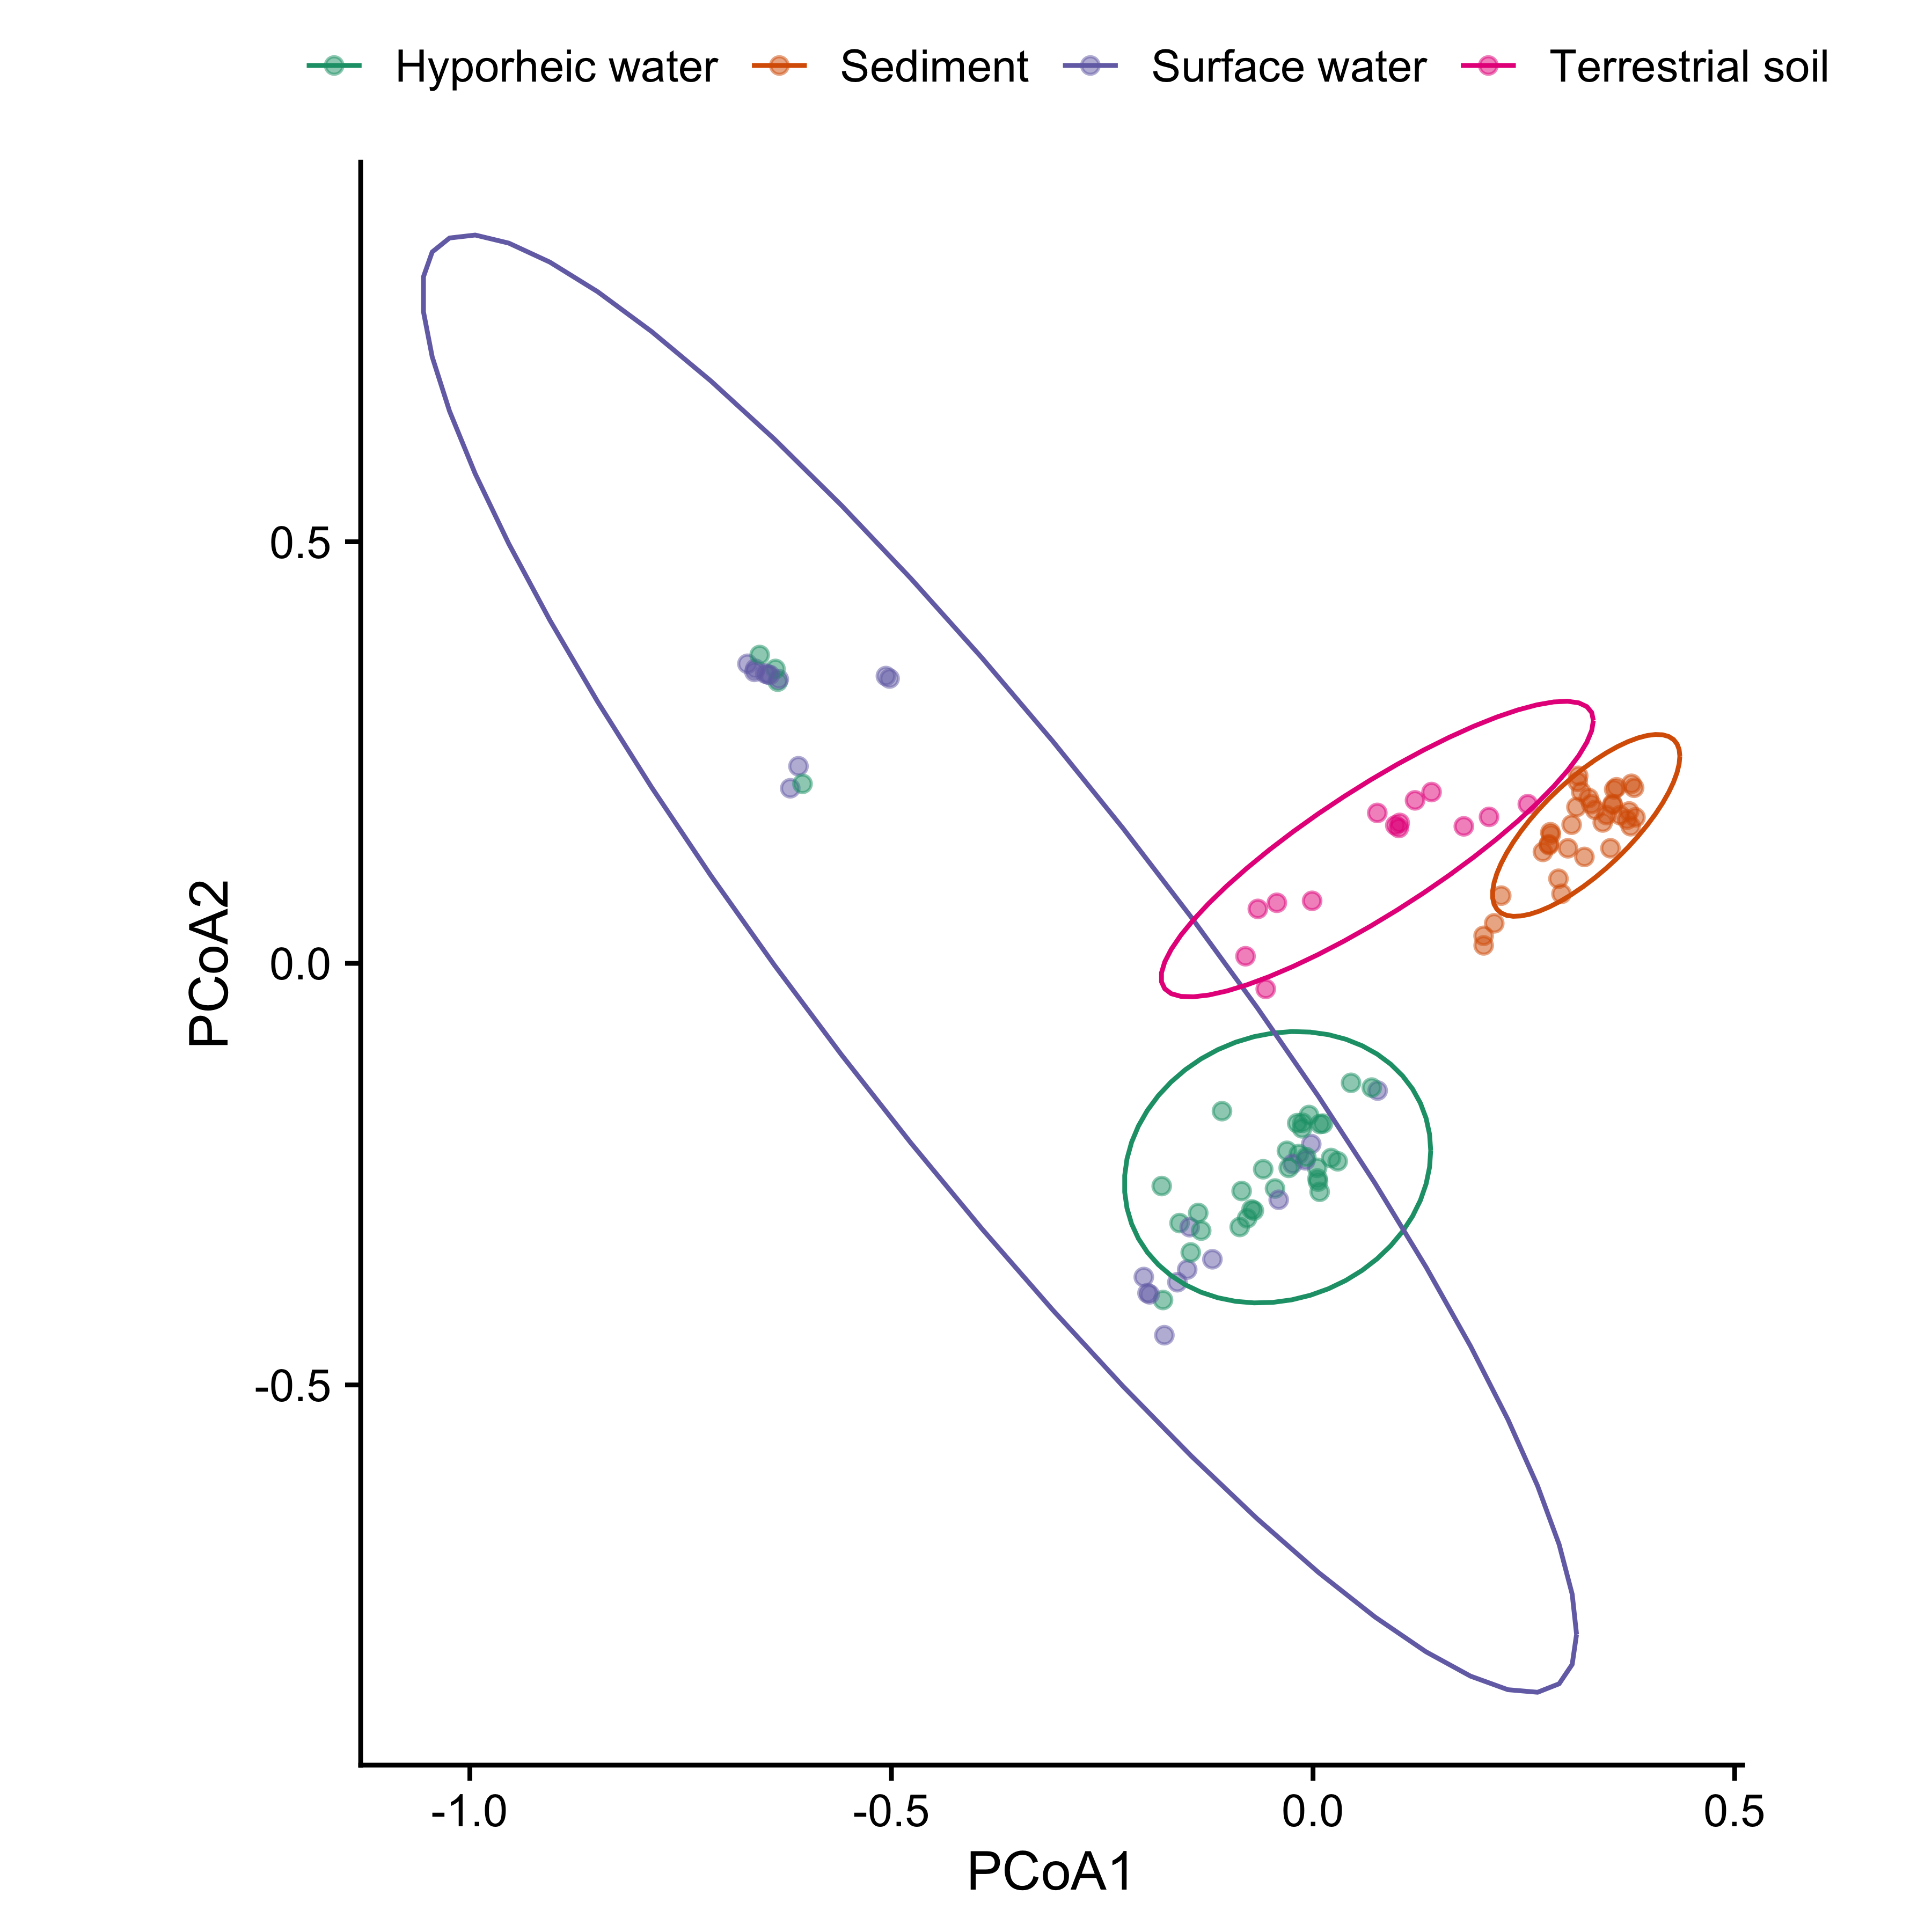 Hyporheic water Sediment Surface water Terrestrial soil
0.5
0.0
-0.5
PCoA2
-1.0 -0.5 0.0 0.5
PCoA1